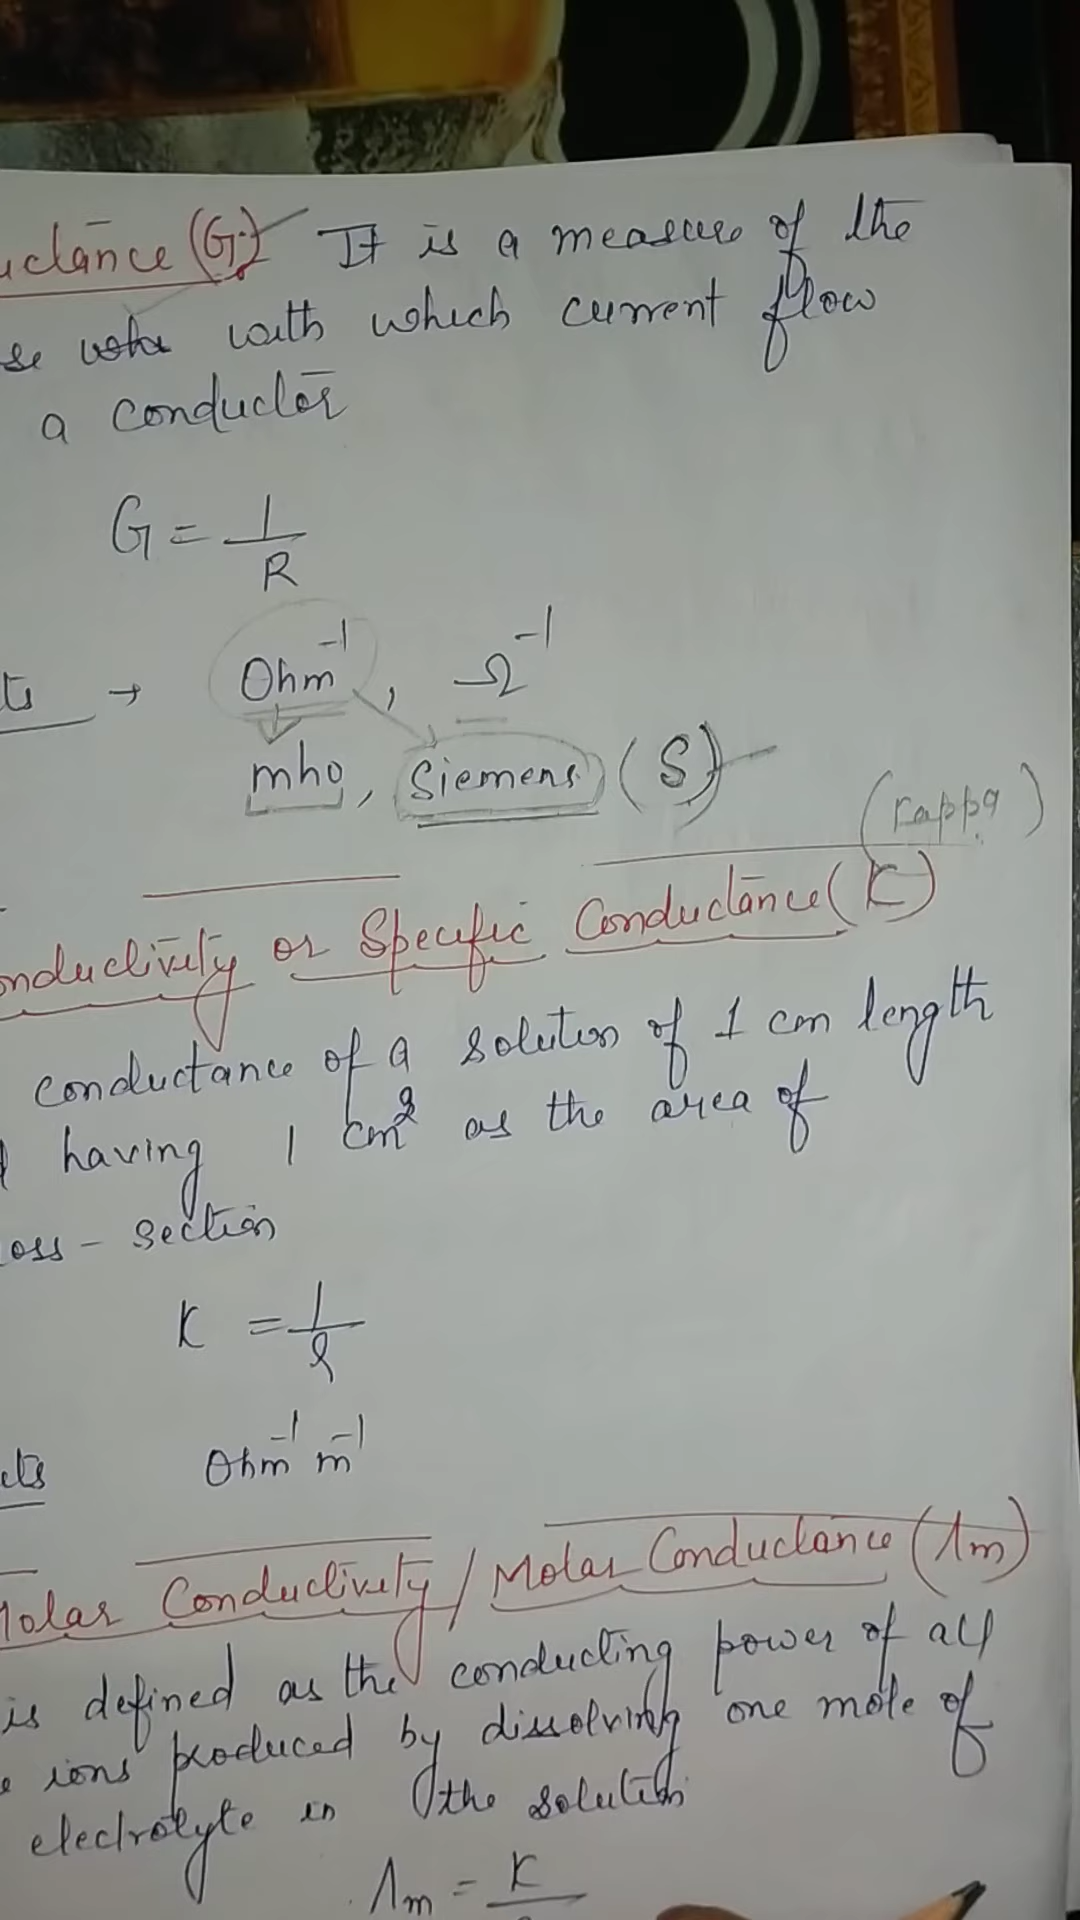 uctance (G) It is a measure of the
se with which current flow
a conductor
G = 1/R
ts → Ohm⁻¹, Ω⁻¹
mho, Siemens (S)
(kappa)
onductivity or Specific Conductance (K)
conductance of a solution of 1 cm length
having 1 cm² as the area of
oss - section
K = 1/ρ
its Ohm⁻¹ m⁻¹
Molar Conductivity / Molar Conductance (Λm)
is defined as the conducting power of all
e ions produced by dissolving one mole of
electrolyte in the solution
Λm = K